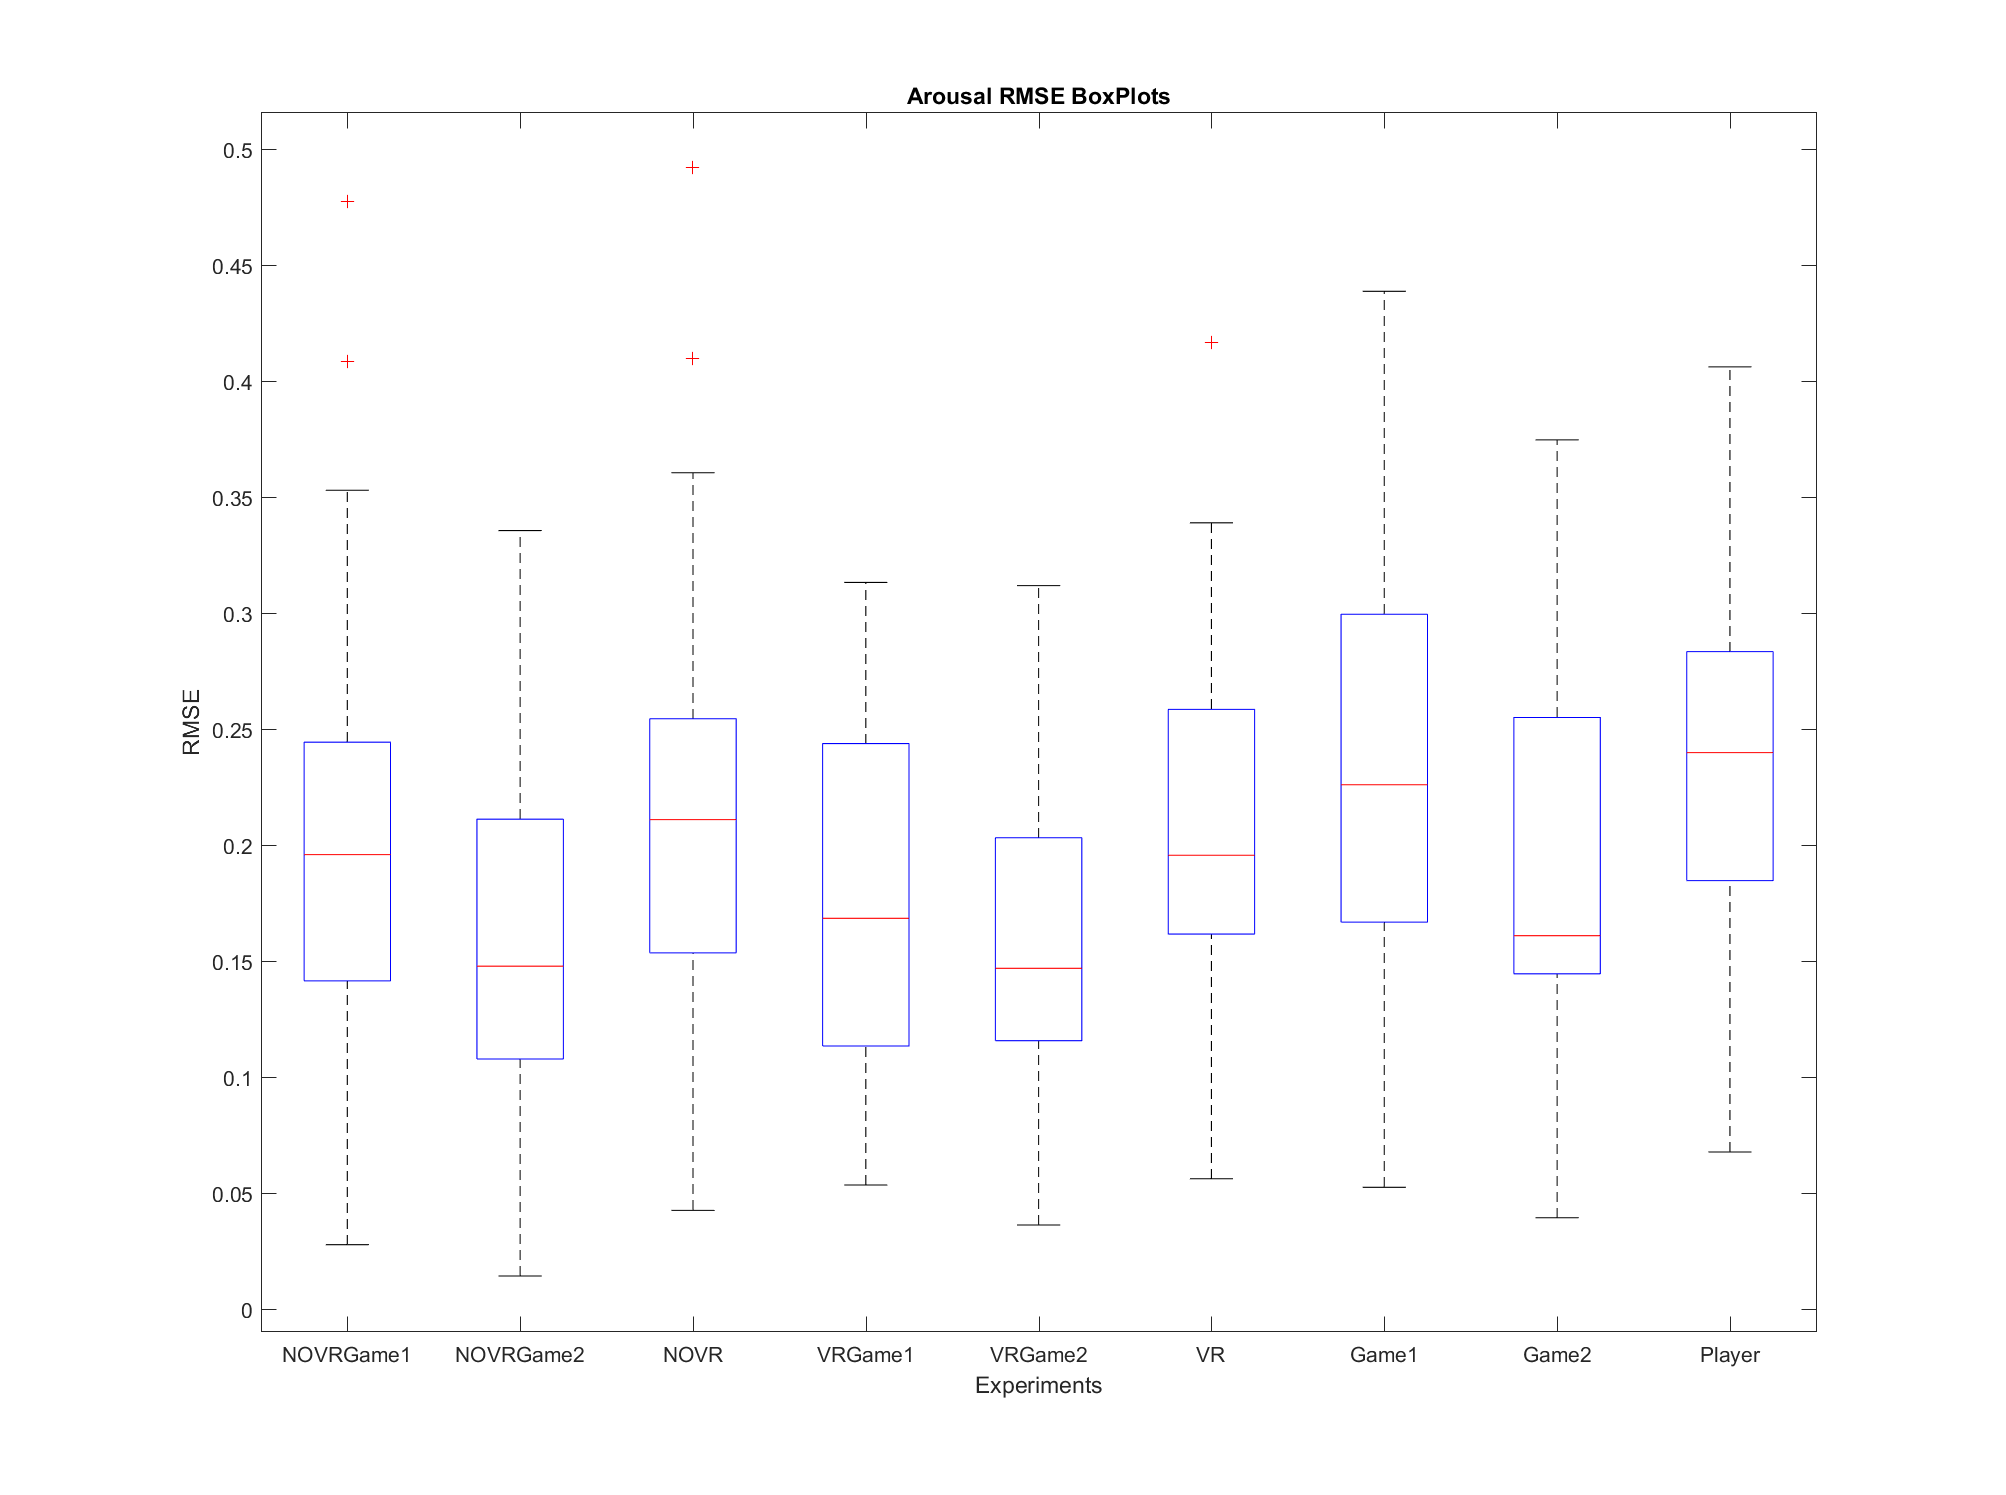 Arousal RMSE BoxPlots
0.5
0.45
0.4
0.35
0.3
0.25
0.2
0.15
0.1
0.05
0
RMSE
NOVRGame1 NOVRGame2 NOVR VRGame1 VRGame2 VR Game1 Game2 Player
Experiments